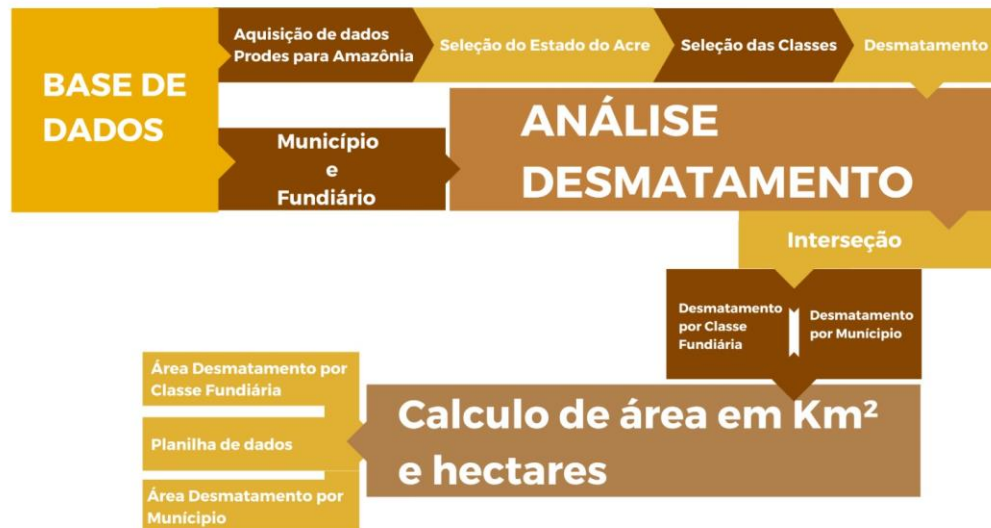 BASE DE
DADOS
Aquisição de dados
Prodes para Amazônia
Seleção do Estado do Acre
Seleção das Classes
Desmatamento
Município
e
Fundiário
ANÁLISE
DESMATAMENTO
Interseção
Desmatamento
por Classe
Fundiária
Desmatamento
por Munícipio
Calculo de área em Km²
e hectares
Área Desmatamento por
Classe Fundiária
Planilha de dados
Área Desmatamento por
Munícipio